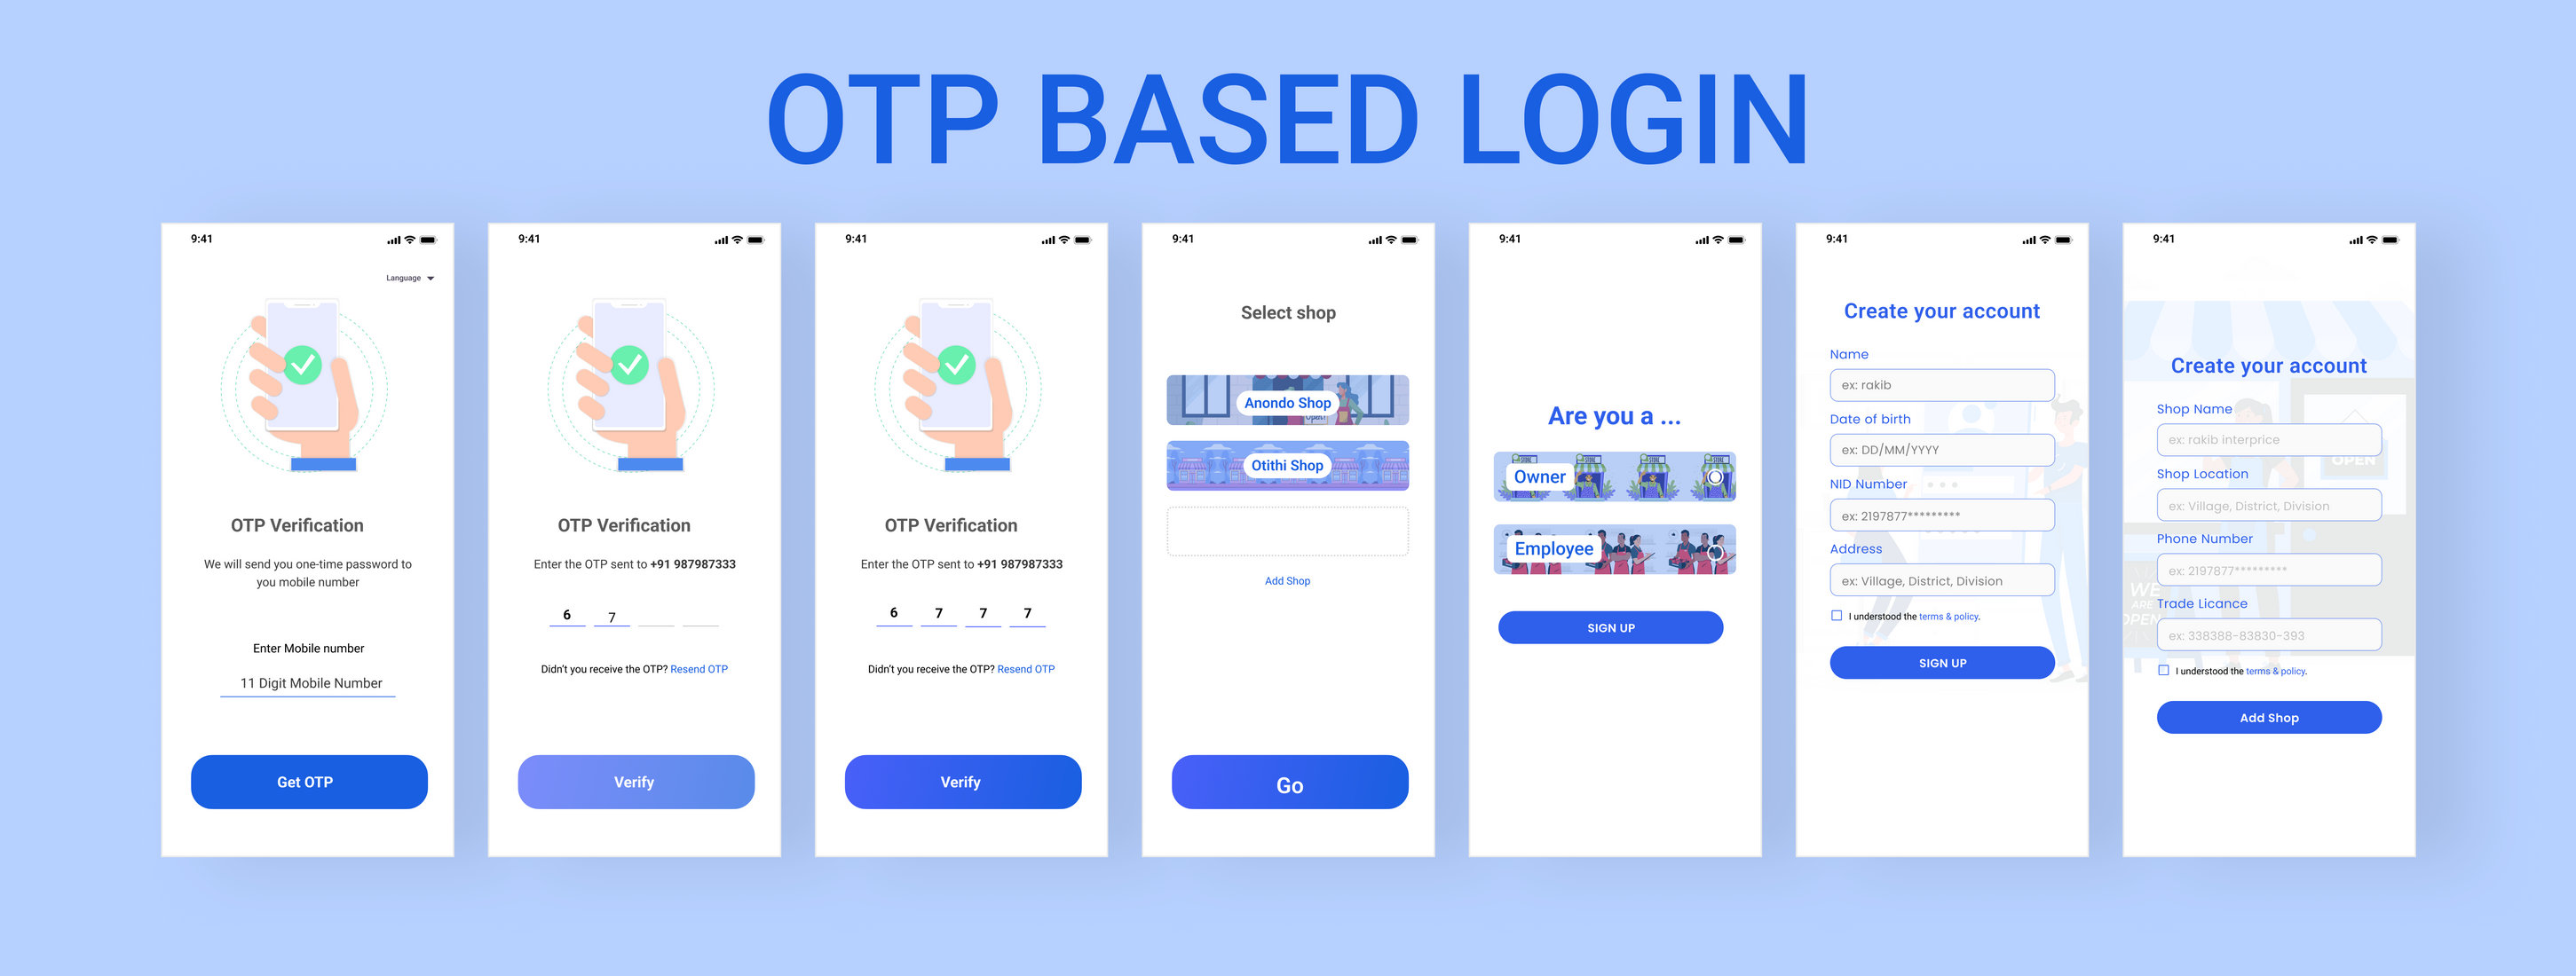 OTP BASED LOGIN
9:41
Language
OTP Verification
We will send you one-time password to
you mobile number
Enter Mobile number
11 Digit Mobile Number
Get OTP
9:41
OTP Verification
Enter the OTP sent to +91 987987333
6 7
Didn't you receive the OTP? Resend OTP
Verify
9:41
OTP Verification
Enter the OTP sent to +91 987987333
6 7 7 7
Didn't you receive the OTP? Resend OTP
Verify
9:41
Select shop
Anondo Shop
Open
Otithi Shop
Add Shop
Go
9:41
Are you a ...
Owner
Employee
SIGN UP
9:41
Create your account
Name
ex: rakib
Date of birth
ex: DD/MM/YYYY
NID Number
ex: 2197877*********
Address
ex: Village, District, Division
I understood the terms & policy.
SIGN UP
9:41
Create your account
Shop Name
ex: rakib interprice
OPEN
Shop Location
ex: Village, District, Division
Phone Number
ex: 2197877*********
WE
ARE
OPEN
Trade Licance
ex: 338388-83830-393
I understood the terms & policy.
Add Shop